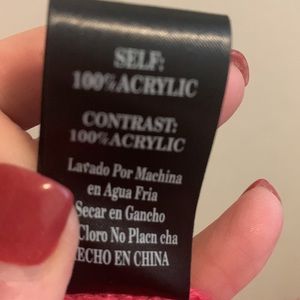 SELF:
100%ACRYLIC
CONTRAST:
100%ACRYLIC
Lavado Por Machina
en Agua Fria
Secar en Gancho
Cloro No Placn cha
HECHO EN CHINA